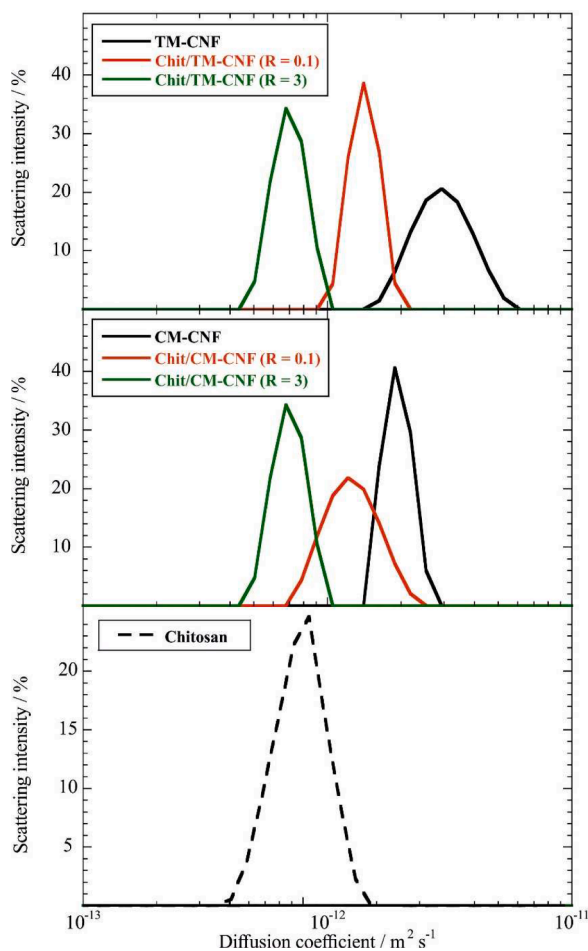 TM-CNF
Chit/TM-CNF (R = 0.1)
Chit/TM-CNF (R = 3)
Scattering intensity / %
40
30
20
10
CM-CNF
Chit/CM-CNF (R = 0.1)
Chit/CM-CNF (R = 3)
Scattering intensity / %
40
30
20
10
Chitosan
Scattering intensity / %
20
15
10
5
10⁻¹³ 10⁻¹² 10⁻¹¹
Diffusion coefficient / m² s⁻¹